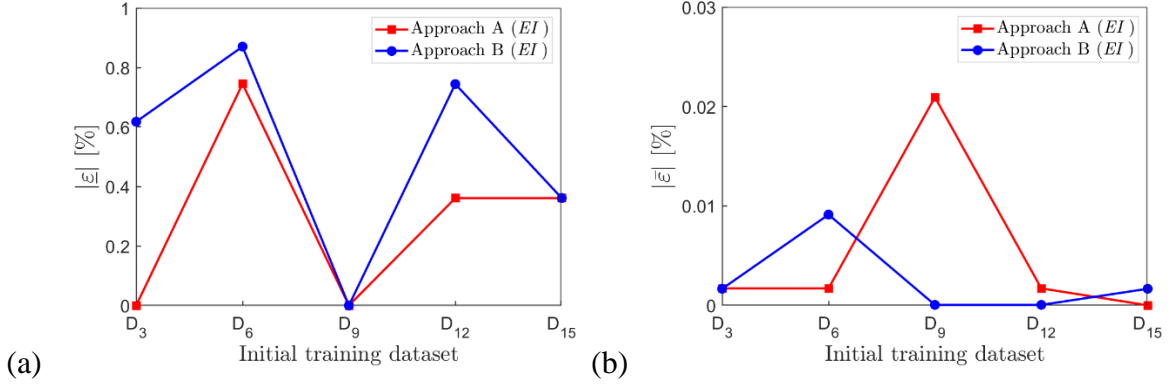 1
0.8
0.6
0.4
0.2
0
|ε̲| [%]
Approach A (EI)
Approach B (EI)
D3 D6 D9 D12 D15
Initial training dataset
(a)
0.03
0.02
0.01
0
|ε̄| [%]
Approach A (EI)
Approach B (EI)
D3 D6 D9 D12 D15
Initial training dataset
(b)